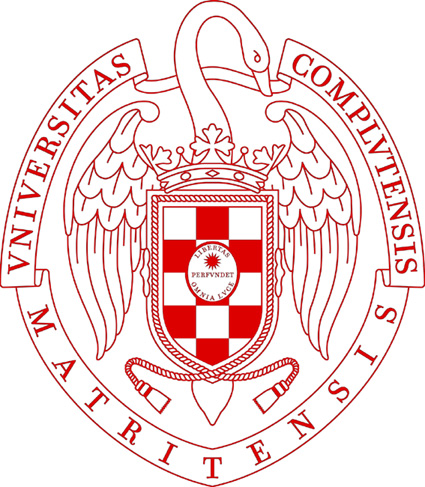 VNIVERSITAS
COMPLVTENSIS
MATRITENSIS
LIBERTAS
PERFVNDET
OMNIA LVCE